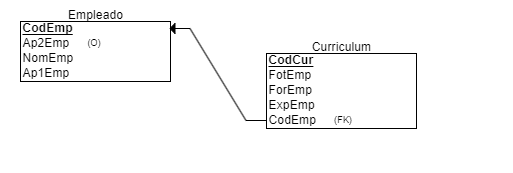 Empleado
CodEmp
Ap2Emp (O)
NomEmp
Ap1Emp
Curriculum
CodCur
FotEmp
ForEmp
ExpEmp
CodEmp (FK)